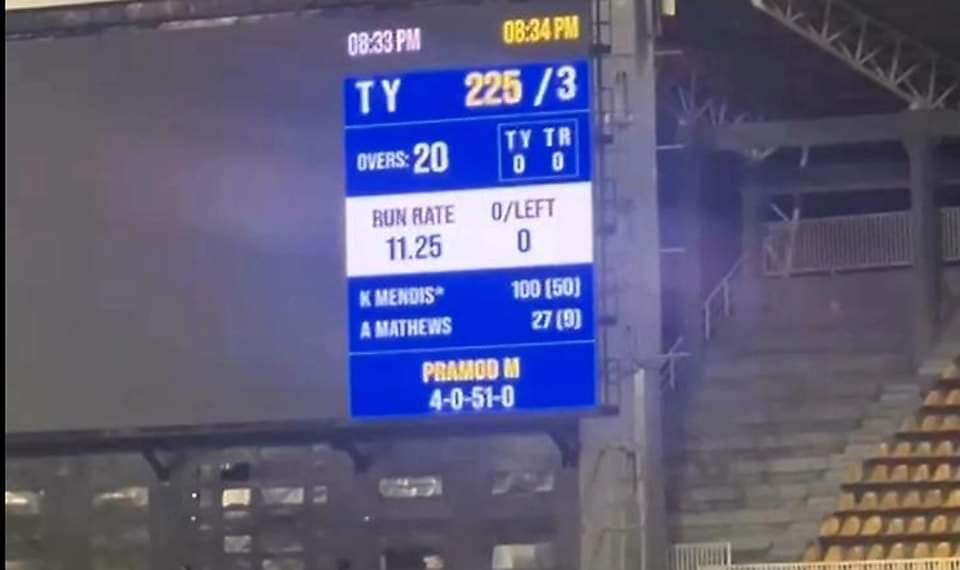 08:33 PM 08:34 PM
TY 225 /3
OVERS: 20
TY TR
0 0
RUN RATE O/LEFT
11.25 0
K MENDIS* 100 (50)
A MATHEWS 27 (9)
PRAMOD M
4-0-51-0